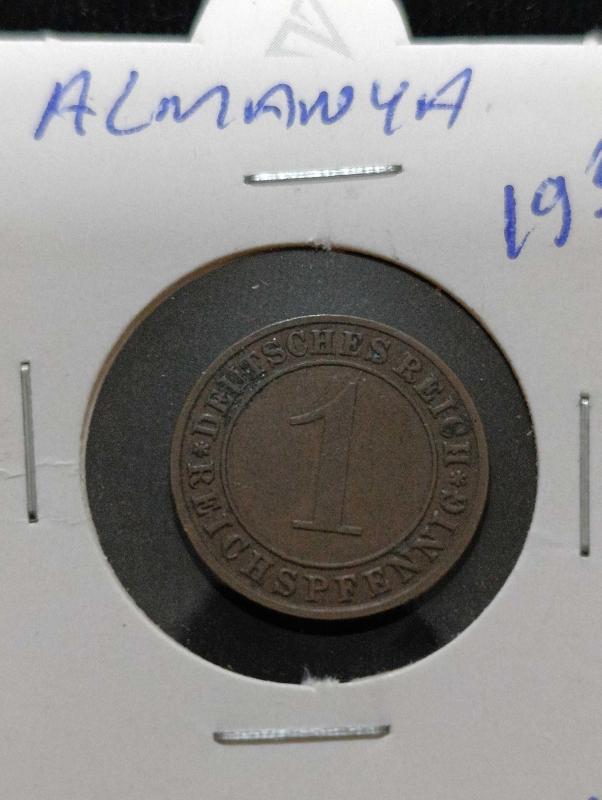 ALMANYA
19
DEUTSCHES REICH
1
REICHSPFENNIG